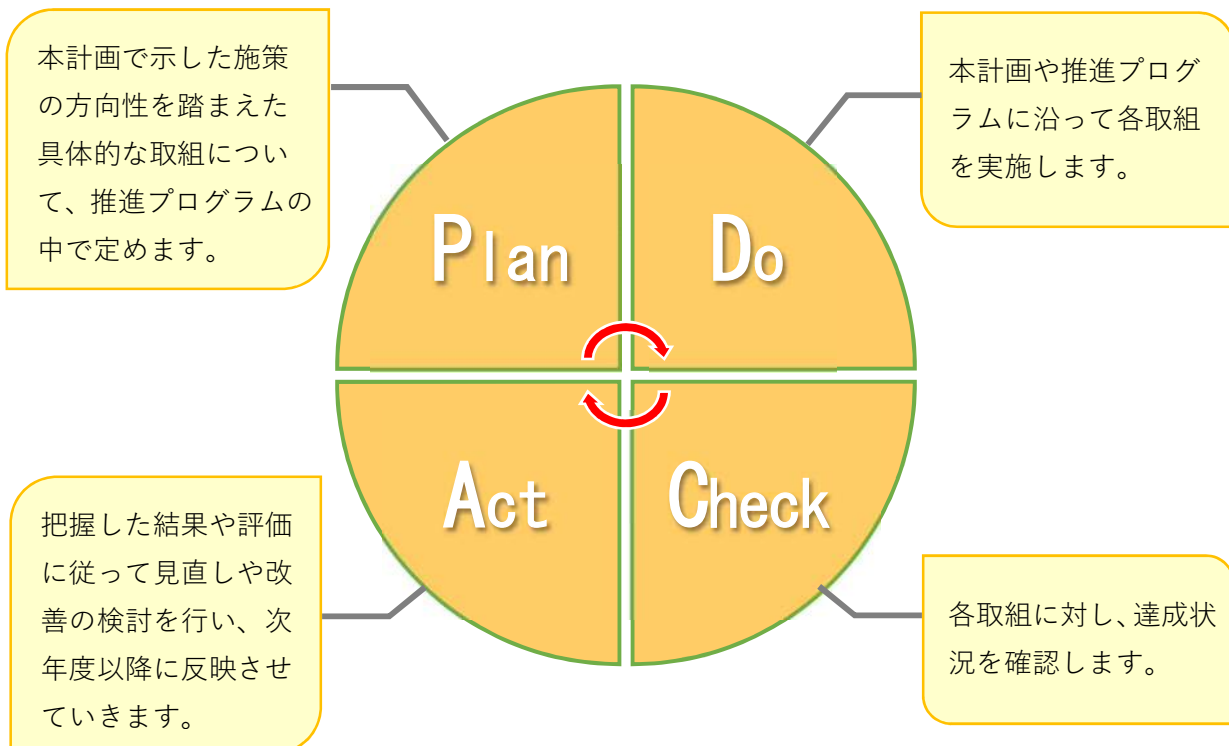 本計画で示した施策
の方向性を踏まえた
具体的な取組につい
て、推進プログラムの
中で定めます。
Plan
Do
本計画や推進プログ
ラムに沿って各取組
を実施します。
把握した結果や評価
に従って見直しや改
善の検討を行い、次
年度以降に反映させ
ていきます。
Act
Check
各取組に対し、達成状
況を確認します。